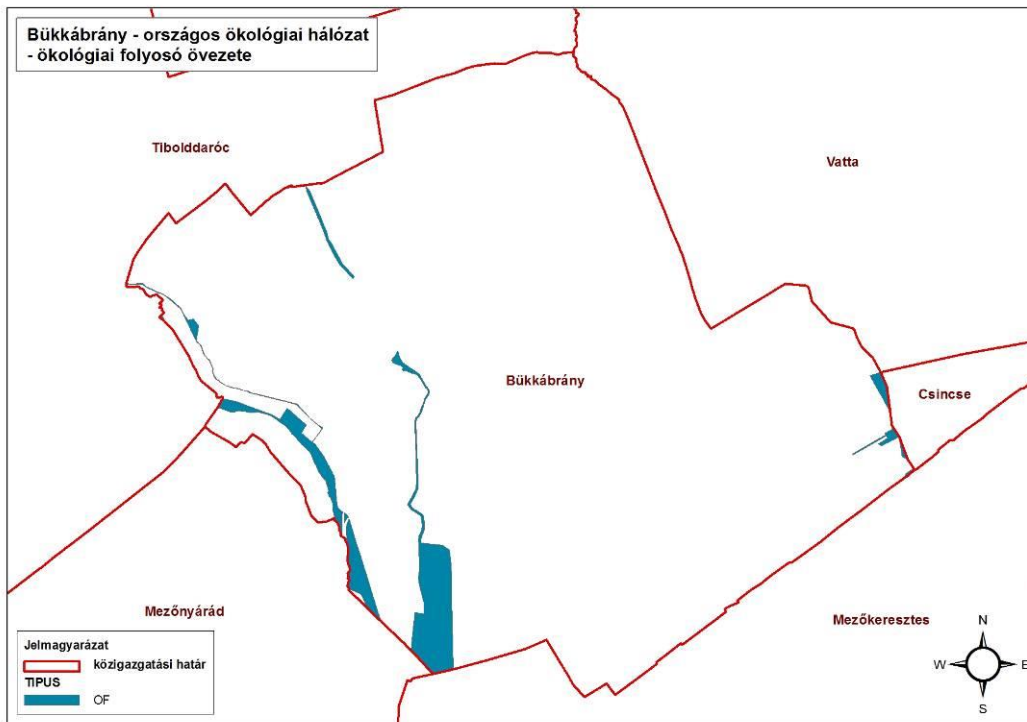 Bükkábrány - országos ökológiai hálózat
- ökológiai folyosó övezete
Tibolddaróc
Vatta
Bükkábrány
Csincse
Mezőnyárád
Mezőkeresztes
Jelmagyarázat
közigazgatási határ
TIPUS
OF
N
W
E
S